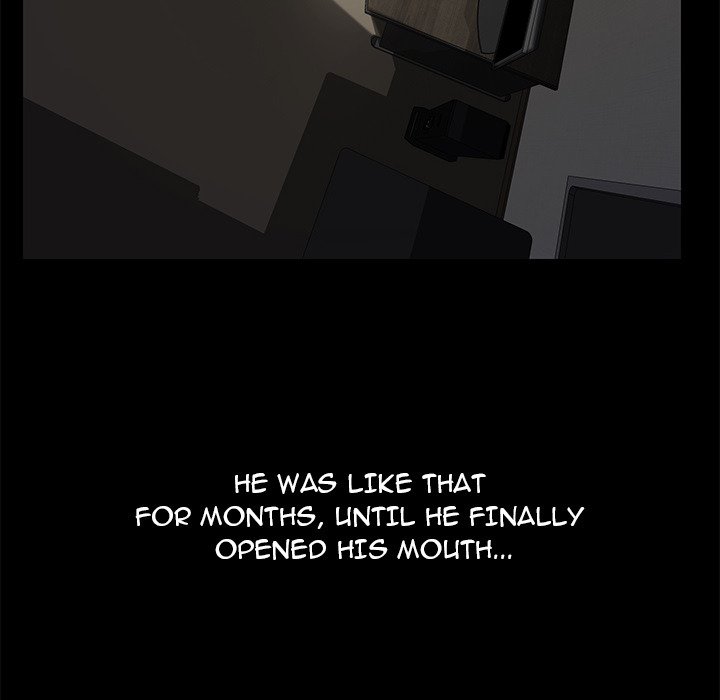 HE WAS LIKE THAT
FOR MONTHS, UNTIL HE FINALLY
OPENED HIS MOUTH...